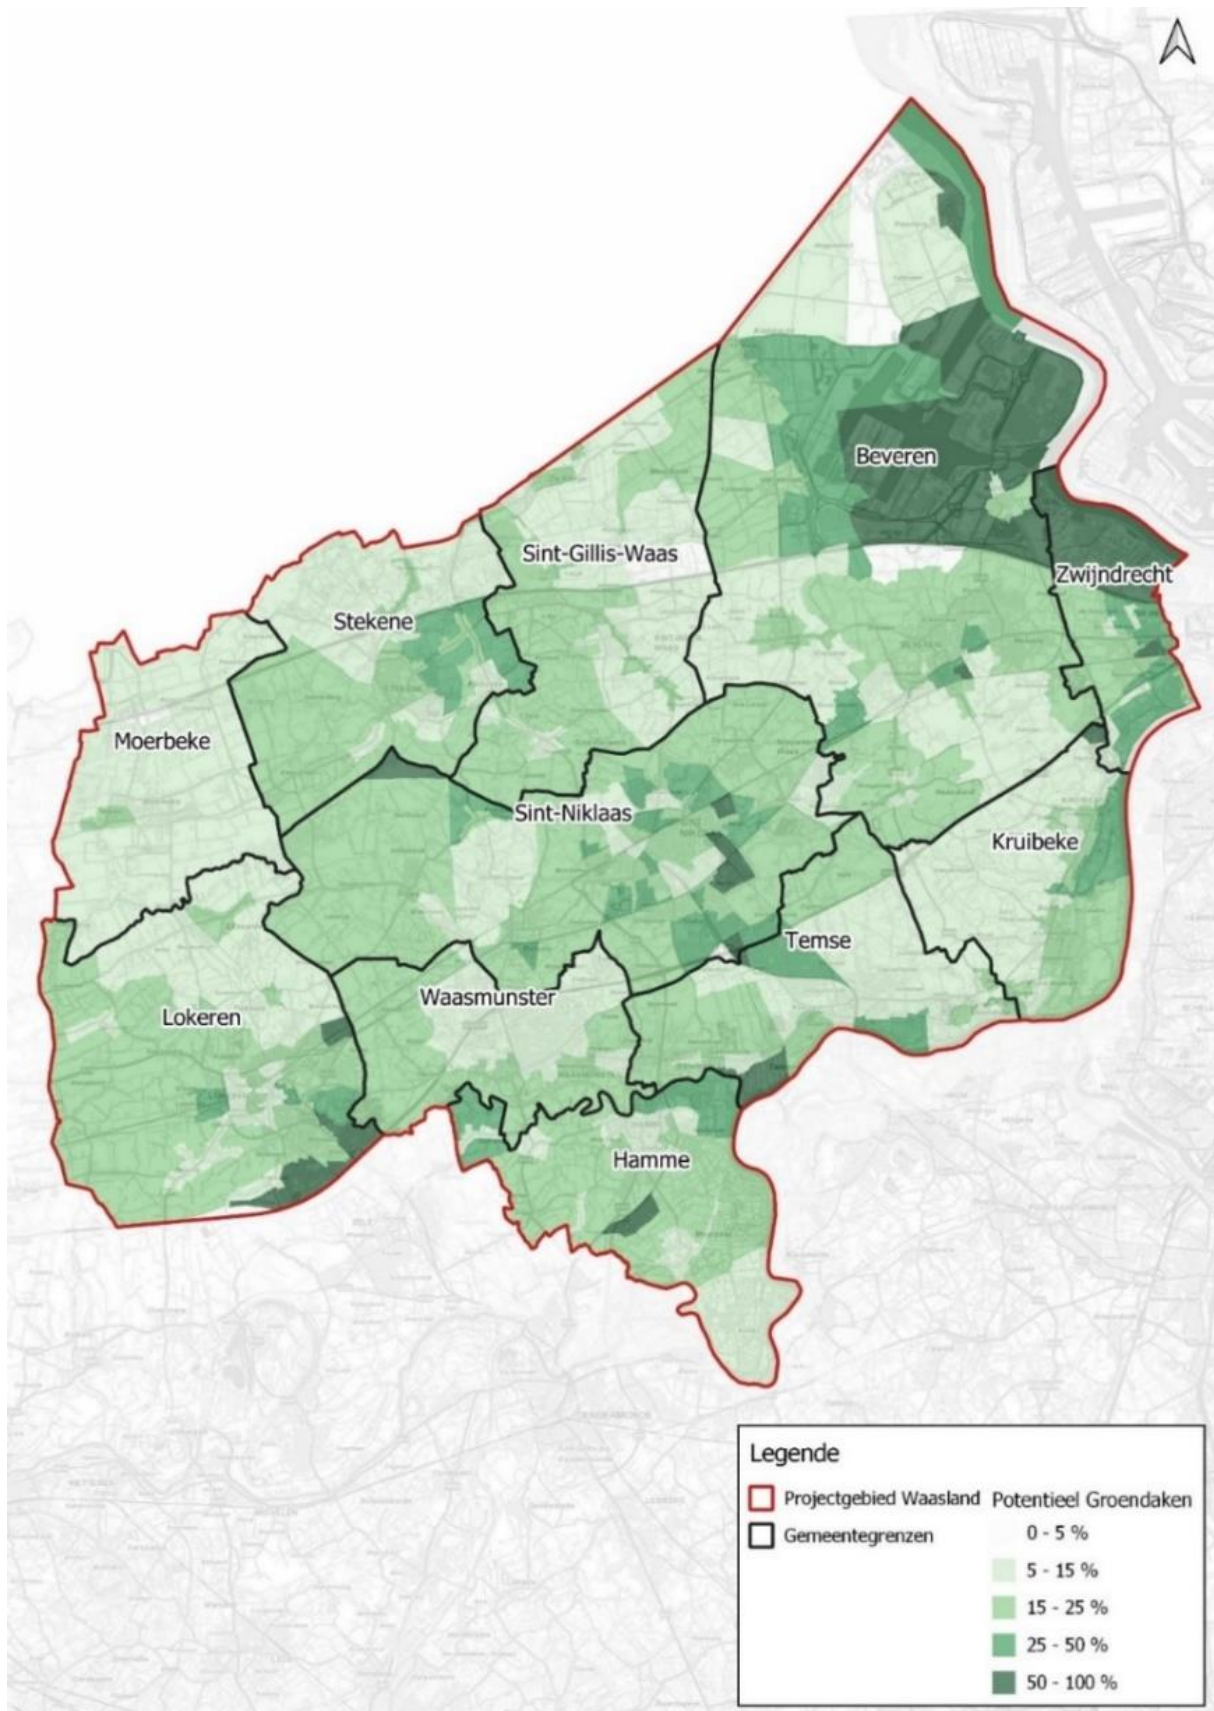 Beveren
Sint-Gillis-Waas
Zwijndrecht
Stekene
Moerbeke
Sint-Niklaas
Kruibeke
Temse
Waasmunster
Lokeren
Hamme
Legende
Projectgebied Waasland
Gemeentegrenzen
Potentieel Groendaken
0 - 5 %
5 - 15 %
15 - 25 %
25 - 50 %
50 - 100 %